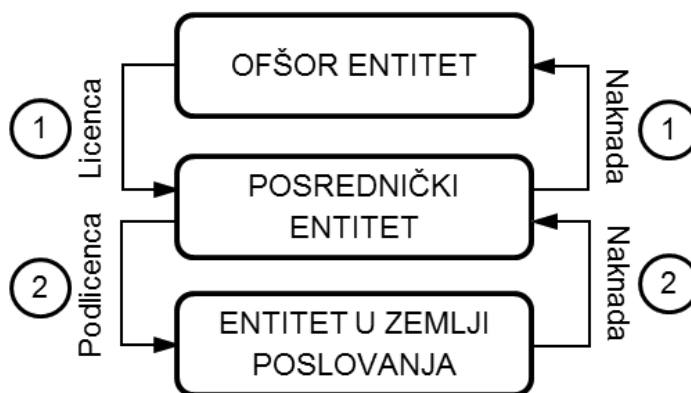 OFŠOR ENTITET
1
Licenca
Naknada
1
POSREDNIČKI
ENTITET
2
Podlicenca
Naknada
2
ENTITET U ZEMLJI
POSLOVANJA